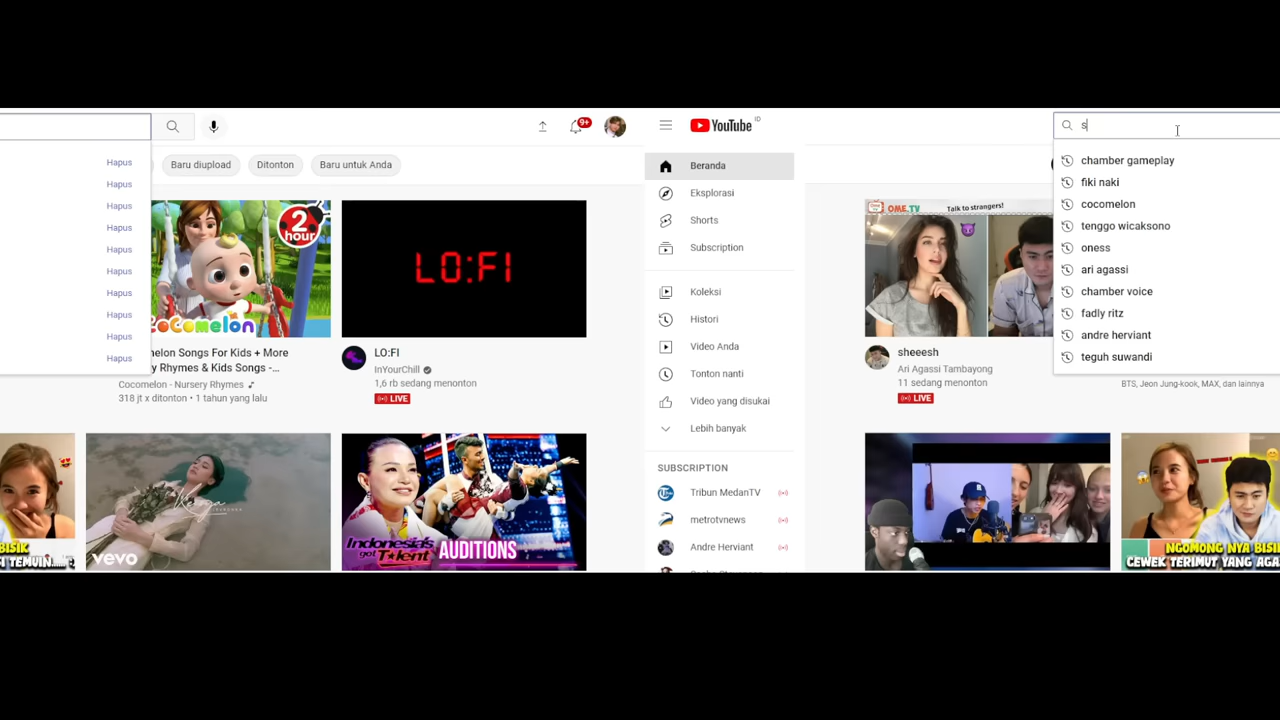 Baru diupload
Ditonton
Baru untuk Anda
Hapus
Hapus
Hapus
Hapus
Hapus
Hapus
Hapus
Hapus
Hapus
Hapus
2
hour
COComeLon
Songs For Kids + More
Rhymes & Kids Songs -...
Cocomelon - Nursery Rhymes
318 jt x ditonton • 1 tahun yang lalu
LO:FI
LO:FI
InYourChill
1,6 rb sedang menonton
LIVE
BISIK
TEMUIN.....
Keenya
vevo
Indonesia's
got Talent AUDITIONS
9+
YouTube ID
Beranda
Eksplorasi
Shorts
Subscription
Koleksi
Histori
Video Anda
Tonton nanti
Video yang disukai
Lebih banyak
SUBSCRIPTION
Tribun MedanTV
metrotvnews
Andre Herviant
s
chamber gameplay
fiki naki
cocomelon
tenggo wicaksono
oness
ari agassi
chamber voice
fadly ritz
andre herviant
teguh suwandi
OME.TV Talk to strangers!
sheeesh
Ari Agassi Tambayong
11 sedang menonton
LIVE
BTS, Jeon Jung-kook, MAX, dan lainnya
NGOMONG NYA BISI
CEWEK TERIMUT YANG AGA